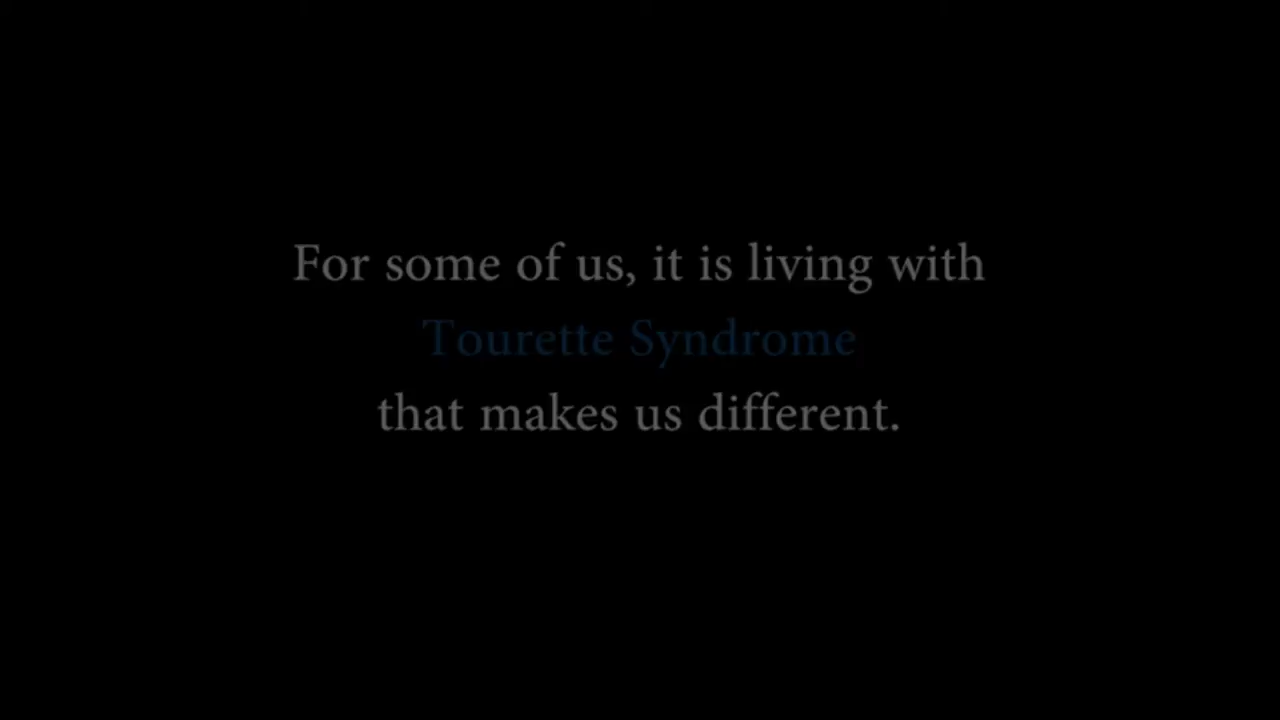 For some of us, it is living with
Tourette Syndrome
that makes us different.